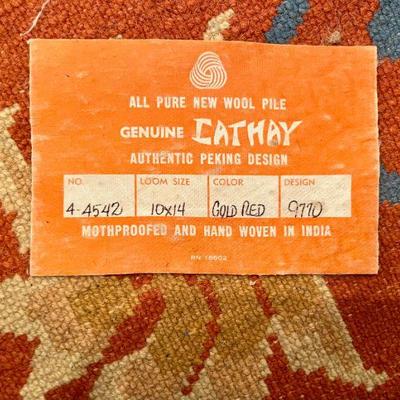 ALL PURE NEW WOOL PILE
GENUINE CATHAY
AUTHENTIC PEKING DESIGN
NO. LOOM SIZE COLOR DESIGN
4-4542 10x14 GOLD RED 9770
MOTHPROOFED AND HAND WOVEN IN INDIA
RN 16602